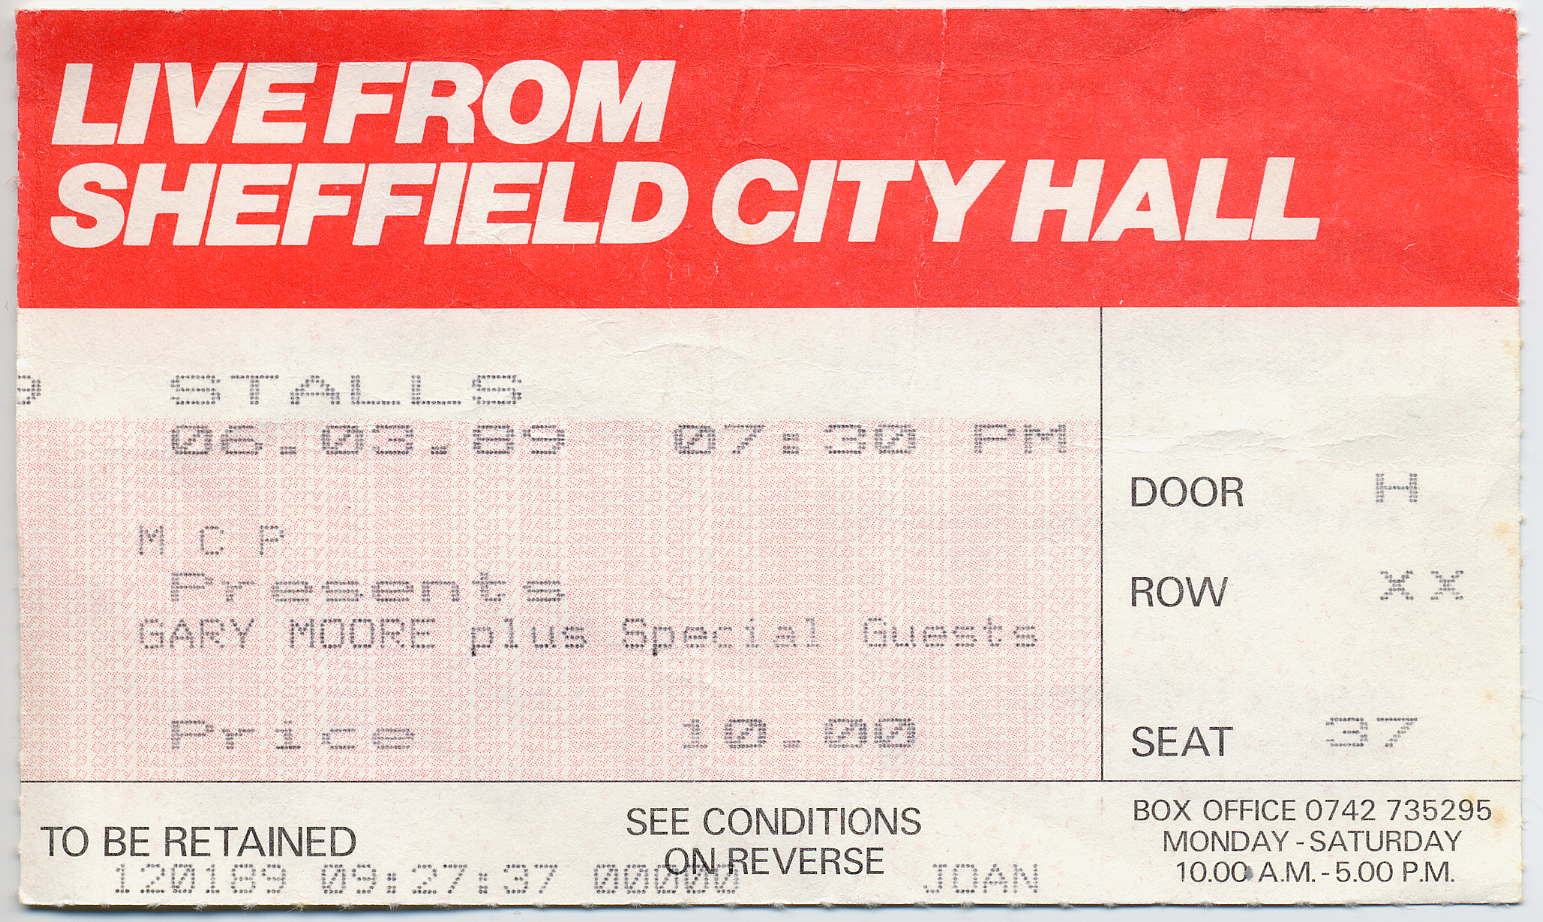 LIVE FROM
SHEFFIELD CITY HALL
9 STALLS
06.03.89 07:30 PM
M C P
Presents
GARY MOORE plus Special Guests
Price 10.00
DOOR H
ROW XX
SEAT 37
TO BE RETAINED
SEE CONDITIONS
ON REVERSE
120189 09:27:37 000000 JOAN
BOX OFFICE 0742 735295
MONDAY - SATURDAY
10.00 A.M. - 5.00 P.M.